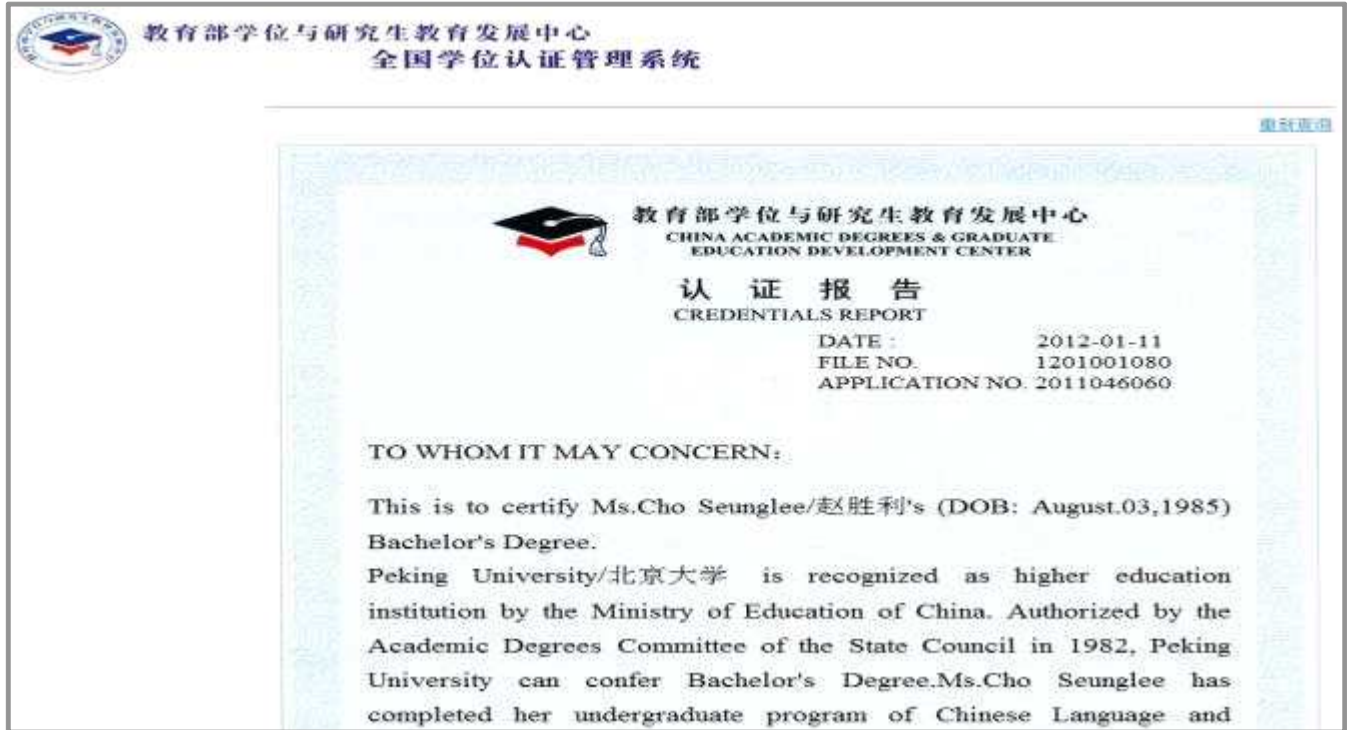 教育部学位与研究生教育发展中心
全国学位认证管理系统
重新查询
教育部学位与研究生教育发展中心
CHINA ACADEMIC DEGREES & GRADUATE
EDUCATION DEVELOPMENT CENTER
认 证 报 告
CREDENTIALS REPORT
DATE : 2012-01-11
FILE NO. 1201001080
APPLICATION NO. 2011046060
TO WHOM IT MAY CONCERN:
This is to certify Ms.Cho Seunglee/赵胜利's (DOB: August.03,1985)
Bachelor's Degree.
Peking University/北京大学 is recognized as higher education
institution by the Ministry of Education of China. Authorized by the
Academic Degrees Committee of the State Council in 1982, Peking
University can confer Bachelor's Degree.Ms.Cho Seunglee has
completed her undergraduate program of Chinese Language and